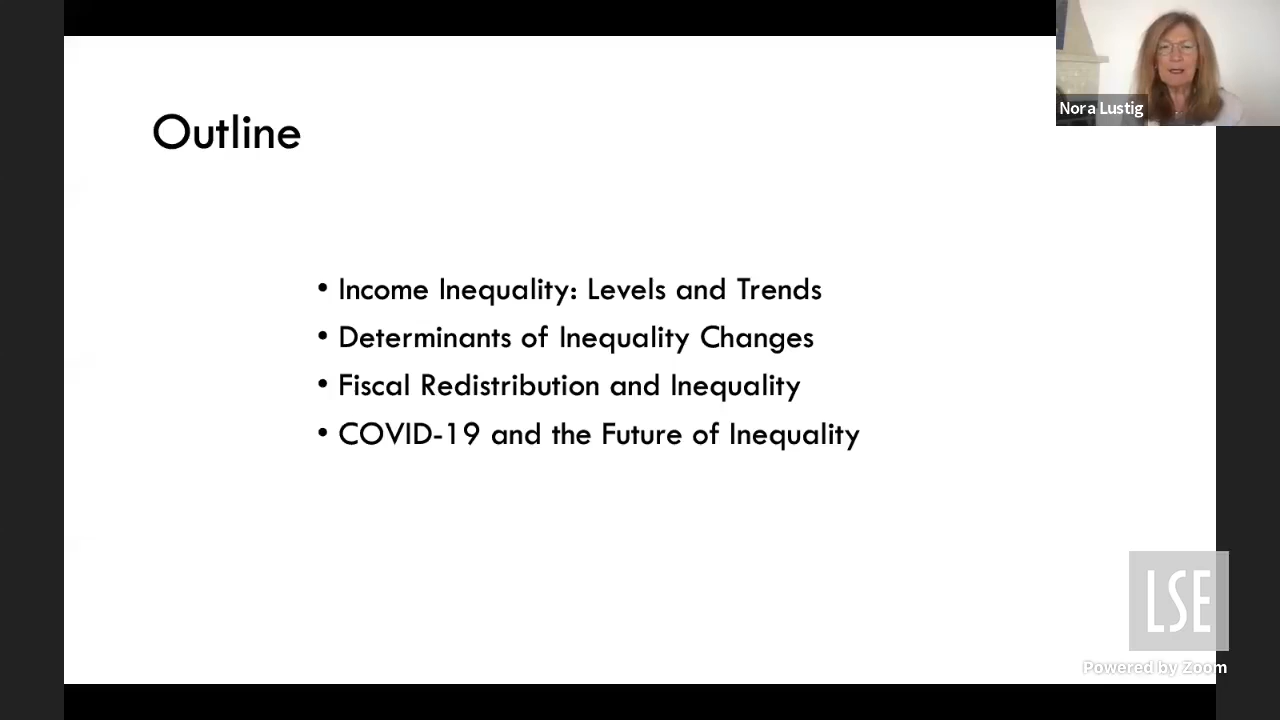 Nora Lustig
Outline
• Income Inequality: Levels and Trends
• Determinants of Inequality Changes
• Fiscal Redistribution and Inequality
• COVID-19 and the Future of Inequality
LSE
Powered by Zoom